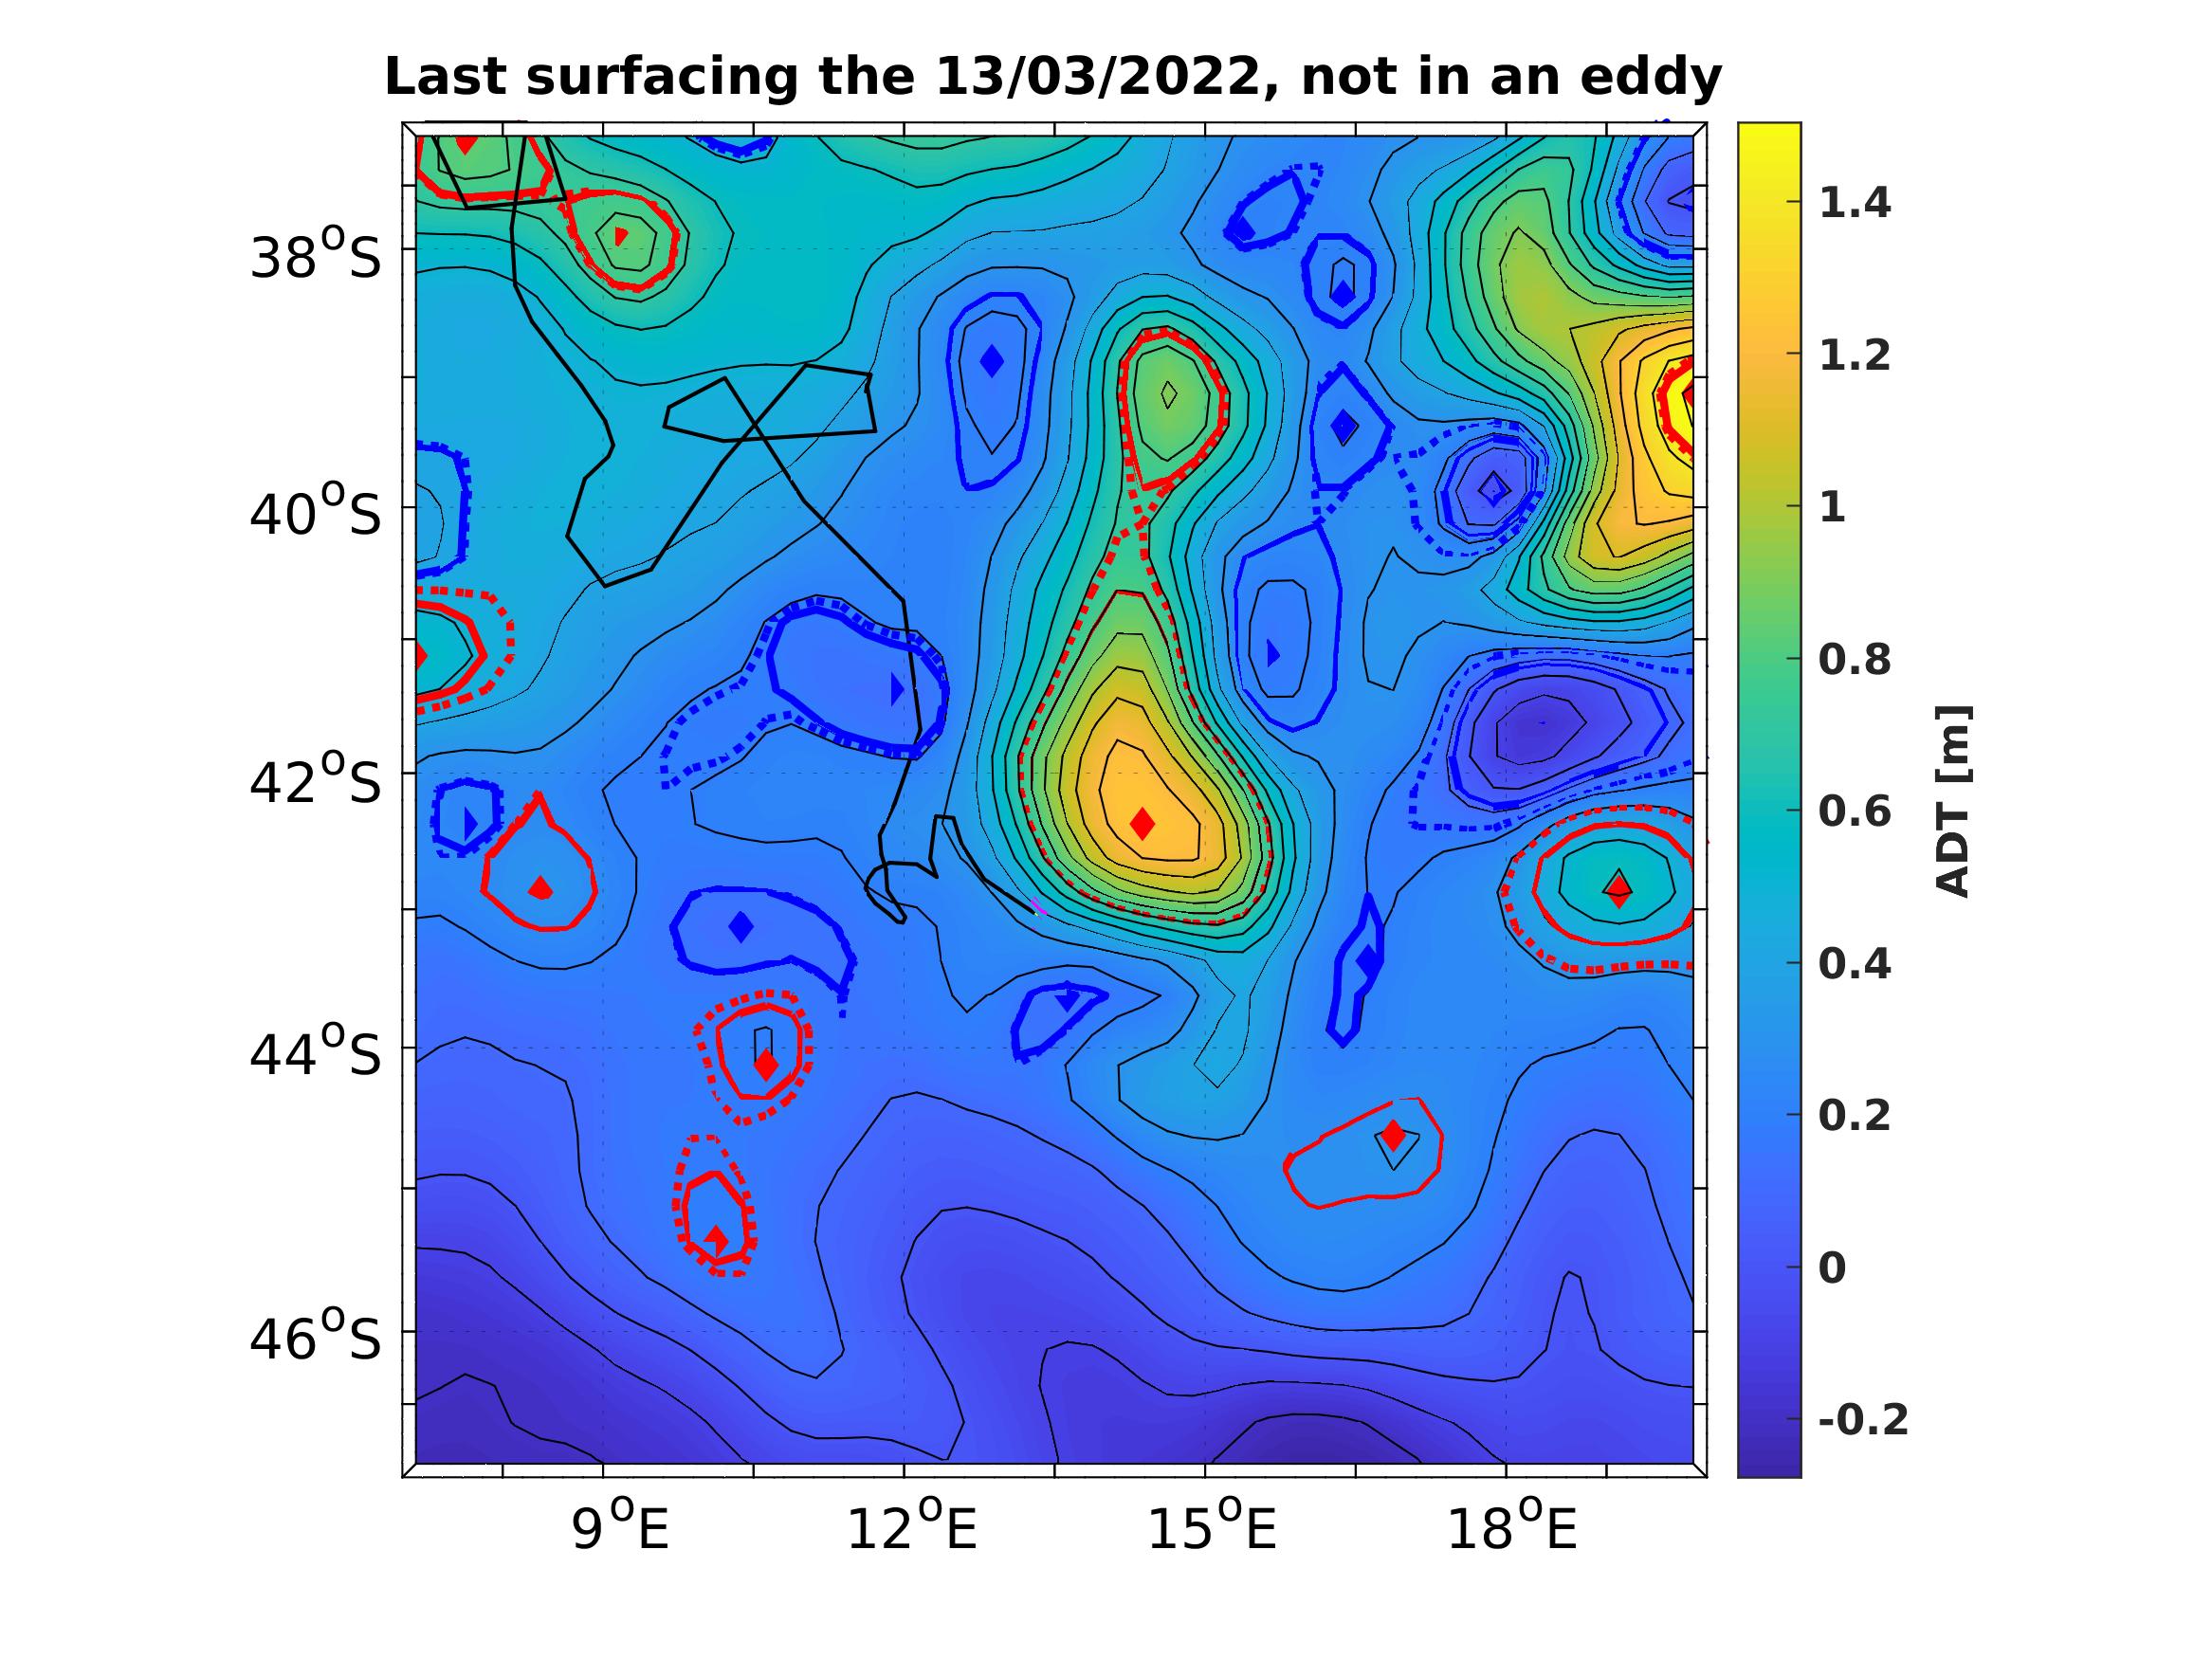 Last surfacing the 13/03/2022, not in an eddy
38°S
40°S
42°S
44°S
46°S
9°E
12°E
15°E
18°E
1.4
1.2
1
0.8
0.6
0.4
0.2
0
-0.2
ADT [m]